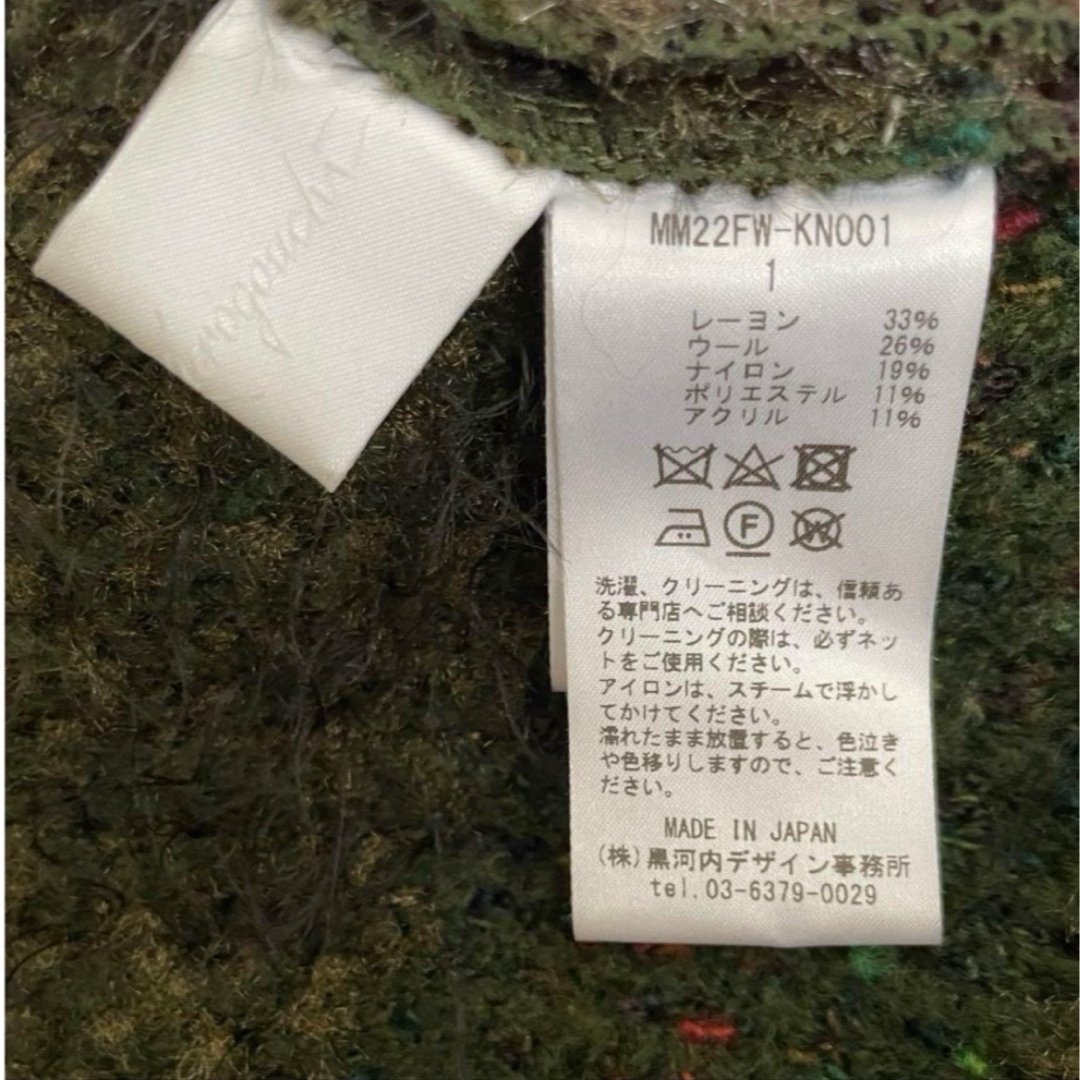 MM22FW-KN001
1
レーヨン 33%
ウール 26%
ナイロン 19%
ポリエステル 11%
アクリル 11%
F
W
洗濯、クリーニングは、信頼あ
る専門店へご相談ください。
クリーニングの際は、必ずネッ
トをご使用ください。
アイロンは、スチームで浮かし
てかけてください。
濡れたまま放置すると、色泣き
や色移りしますので、ご注意く
ださい。
MADE IN JAPAN
(株)黒河内デザイン事務所
tel.03-6379-0029